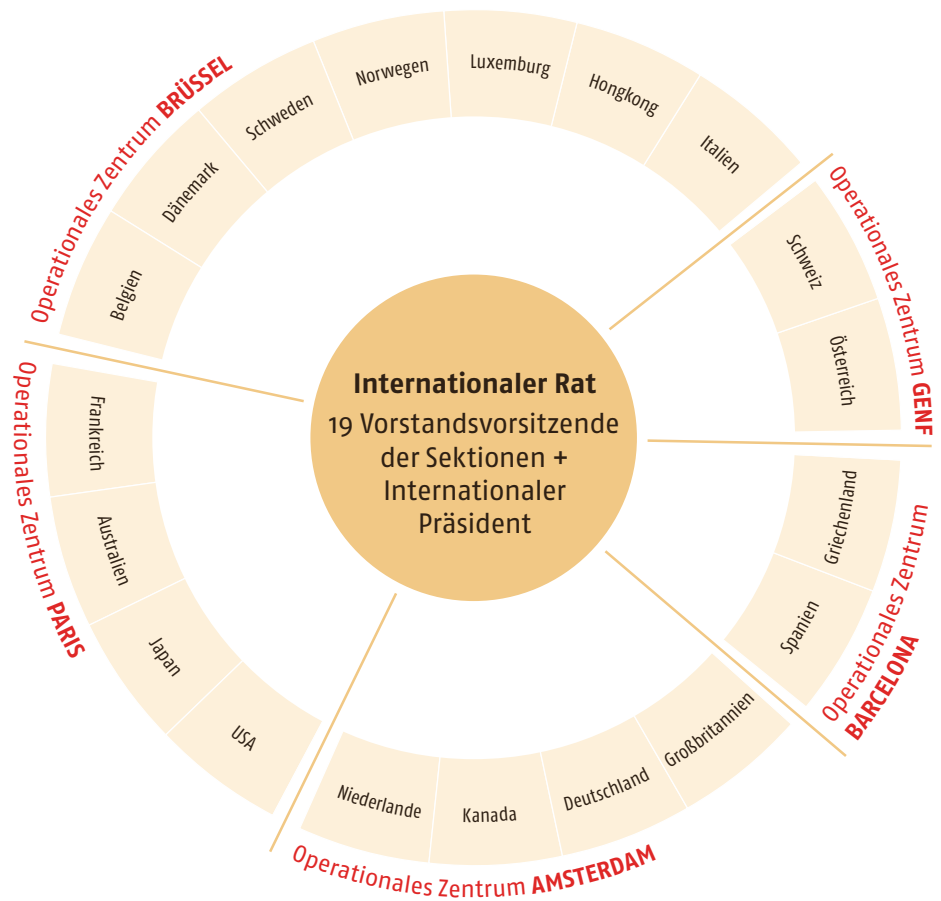 Operationales Zentrum BRÜSSEL
Belgien
Dänemark
Schweden
Norwegen
Luxemburg
Hongkong
Italien
Operationales Zentrum GENF
Schweiz
Österreich
Operationales Zentrum
BARCELONA
Griechenland
Spanien
Operationales Zentrum AMSTERDAM
Großbritannien
Deutschland
Kanada
Niederlande
Operationales Zentrum PARIS
USA
Japan
Australien
Frankreich
Internationaler Rat
19 Vorstandsvorsitzende
der Sektionen +
Internationaler
Präsident